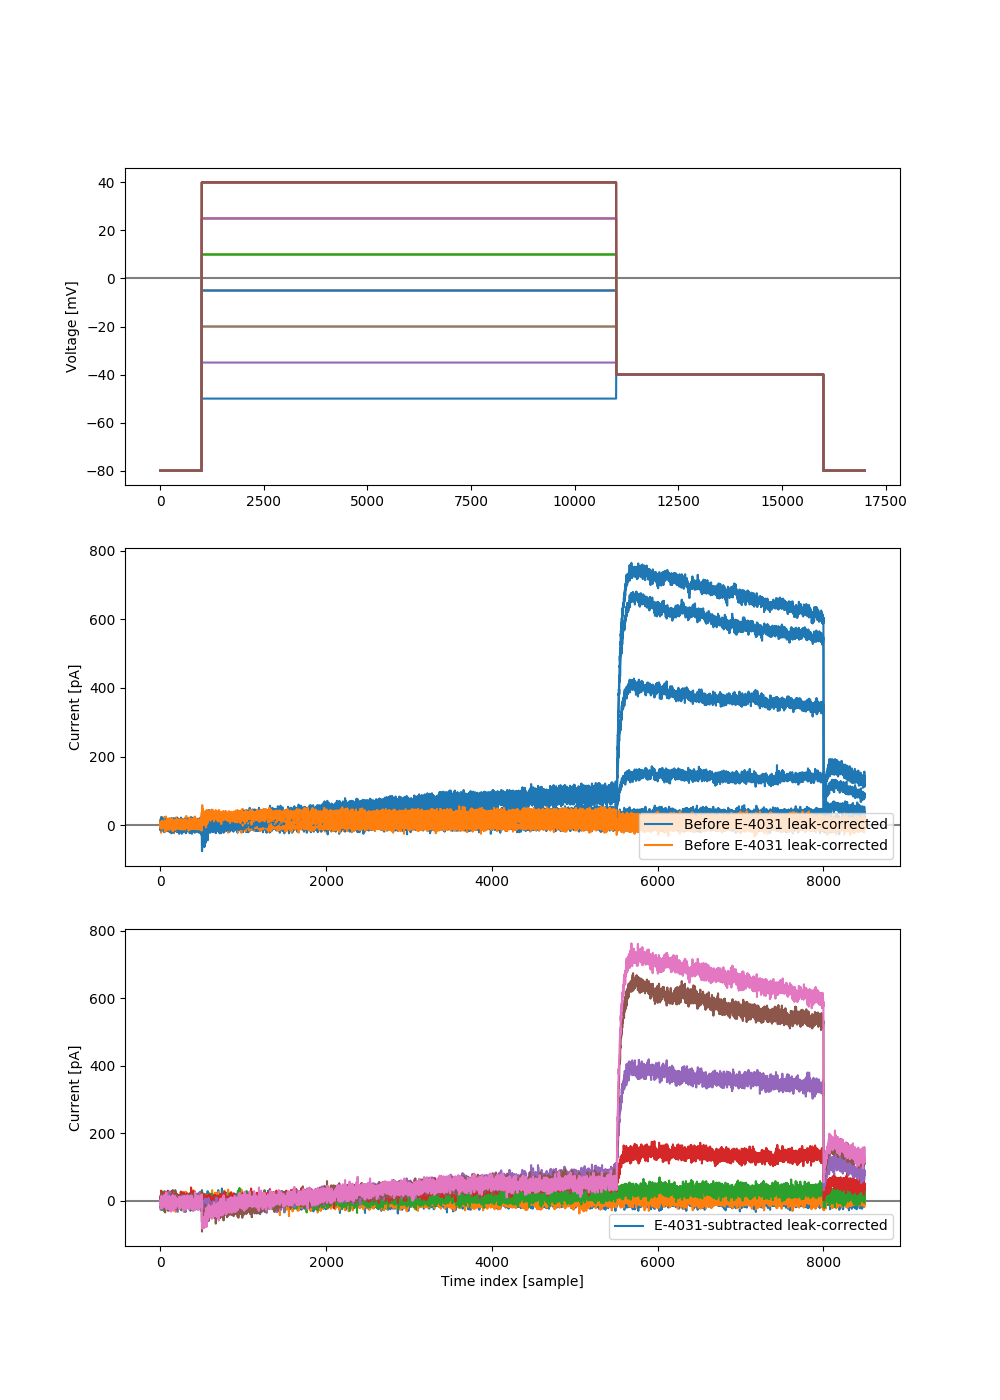 40
20
0
−20
−40
−60
−80
Voltage [mV]
0 2500 5000 7500 10000 12500 15000 17500
800
600
400
200
0
Current [pA]
Before E-4031 leak-corrected
Before E-4031 leak-corrected
0 2000 4000 6000 8000
800
600
400
200
0
Current [pA]
E-4031-subtracted leak-corrected
0 2000 4000 6000 8000
Time index [sample]